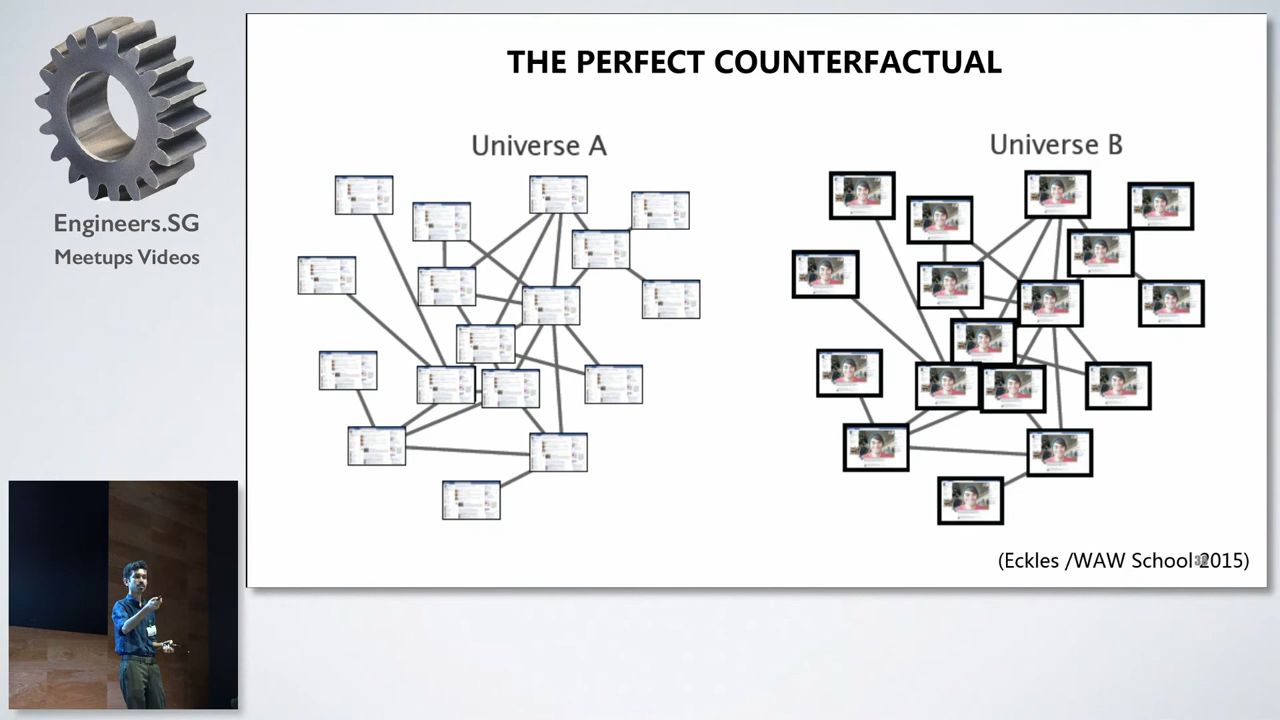 THE PERFECT COUNTERFACTUAL
Universe A
Universe B
Engineers.SG
Meetups Videos
(Eckles /WAW School 2015)